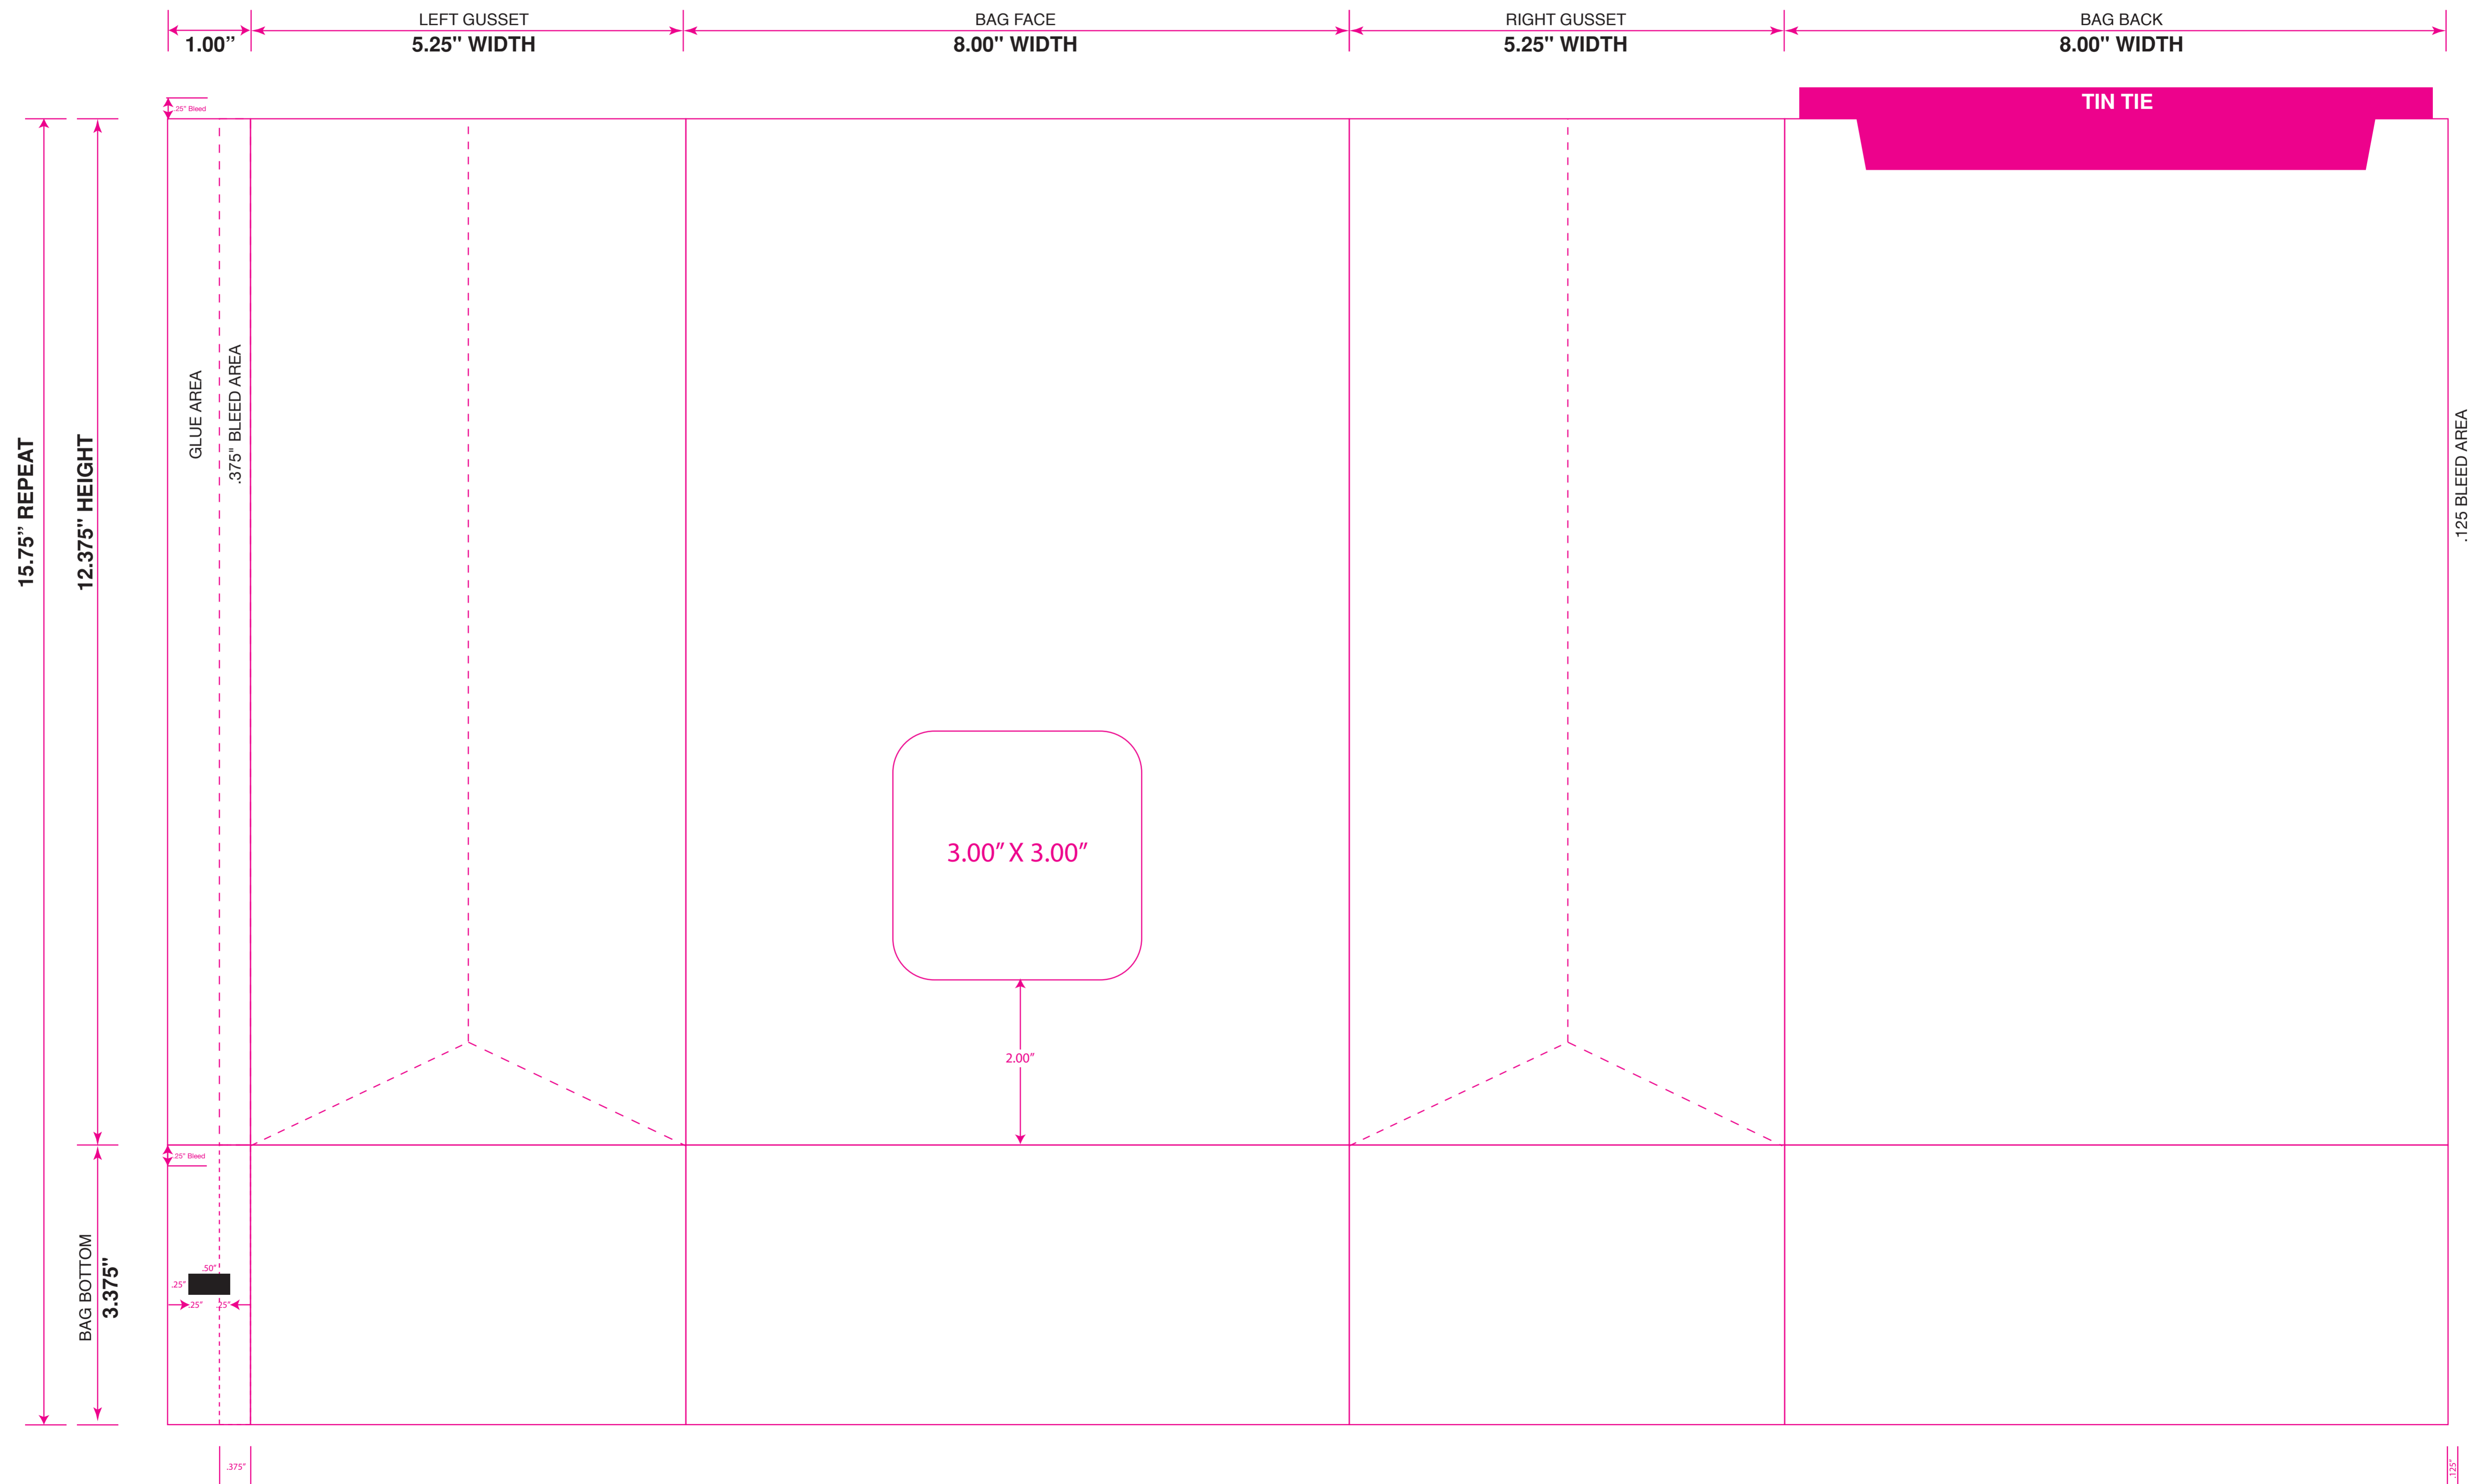 LEFT GUSSET
BAG FACE
RIGHT GUSSET
BAG BACK
1.00”
5.25" WIDTH
8.00" WIDTH
5.25" WIDTH
8.00" WIDTH
.25" Bleed
TIN TIE
15.75” REPEAT
12.375" HEIGHT
GLUE AREA
.375" BLEED AREA
.125 BLEED AREA
3.00” X 3.00”
2.00”
.25" Bleed
BAG BOTTOM
3.375"
.50”
.25”
.25”
.25”
.375”
.125”